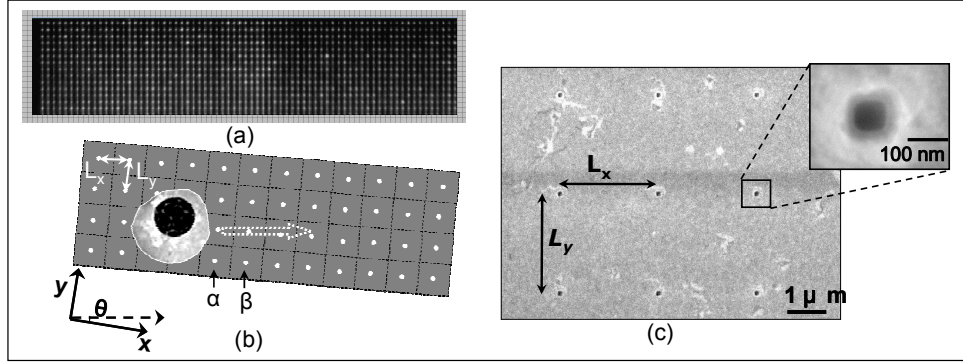 (a)
Lx Ly
α β
y
θ
x
(b)
Lx
Ly
100 nm
1 µ m
(c)